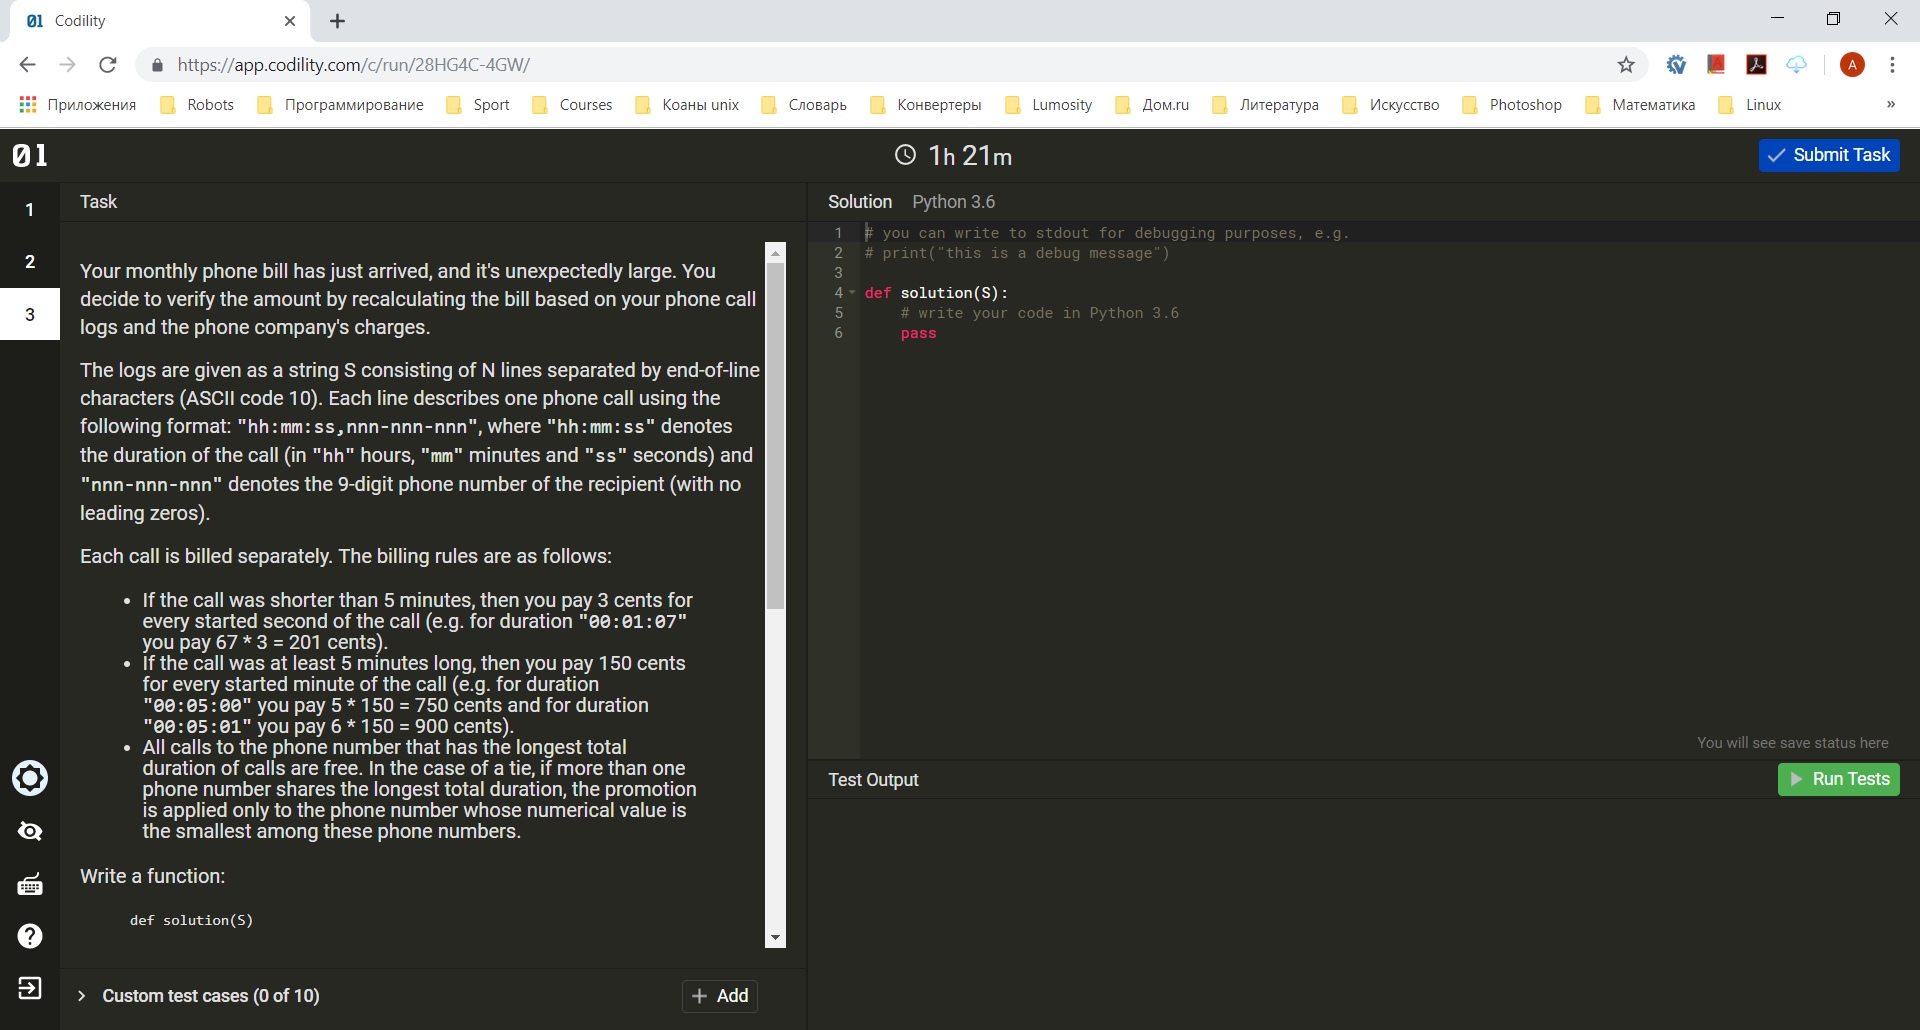 01 Codility
https://app.codility.com/c/run/28HG4C-4GW/
A
Приложения Robots Программирование Sport Courses Коаны unix Словарь Конвертеры Lumosity Дом.ru Литература Искусство Photoshop Математика Linux »
01 1h 21m Submit Task
1
2
3
Task
Your monthly phone bill has just arrived, and it's unexpectedly large. You
decide to verify the amount by recalculating the bill based on your phone call
logs and the phone company's charges.
The logs are given as a string S consisting of N lines separated by end-of-line
characters (ASCII code 10). Each line describes one phone call using the
following format: "hh:mm:ss,nnn-nnn-nnn", where "hh:mm:ss" denotes
the duration of the call (in "hh" hours, "mm" minutes and "ss" seconds) and
"nnn-nnn-nnn" denotes the 9-digit phone number of the recipient (with no
leading zeros).
Each call is billed separately. The billing rules are as follows:
• If the call was shorter than 5 minutes, then you pay 3 cents for
every started second of the call (e.g. for duration "00:01:07"
you pay 67 * 3 = 201 cents).
• If the call was at least 5 minutes long, then you pay 150 cents
for every started minute of the call (e.g. for duration
"00:05:00" you pay 5 * 150 = 750 cents and for duration
"00:05:01" you pay 6 * 150 = 900 cents).
• All calls to the phone number that has the longest total
duration of calls are free. In the case of a tie, if more than one
phone number shares the longest total duration, the promotion
is applied only to the phone number whose numerical value is
the smallest among these phone numbers.
Write a function:
def solution(S)
Custom test cases (0 of 10) + Add
Solution Python 3.6
1 # you can write to stdout for debugging purposes, e.g.
2 # print("this is a debug message")
3
4 def solution(S):
5 # write your code in Python 3.6
6 pass
You will see save status here
Test Output Run Tests